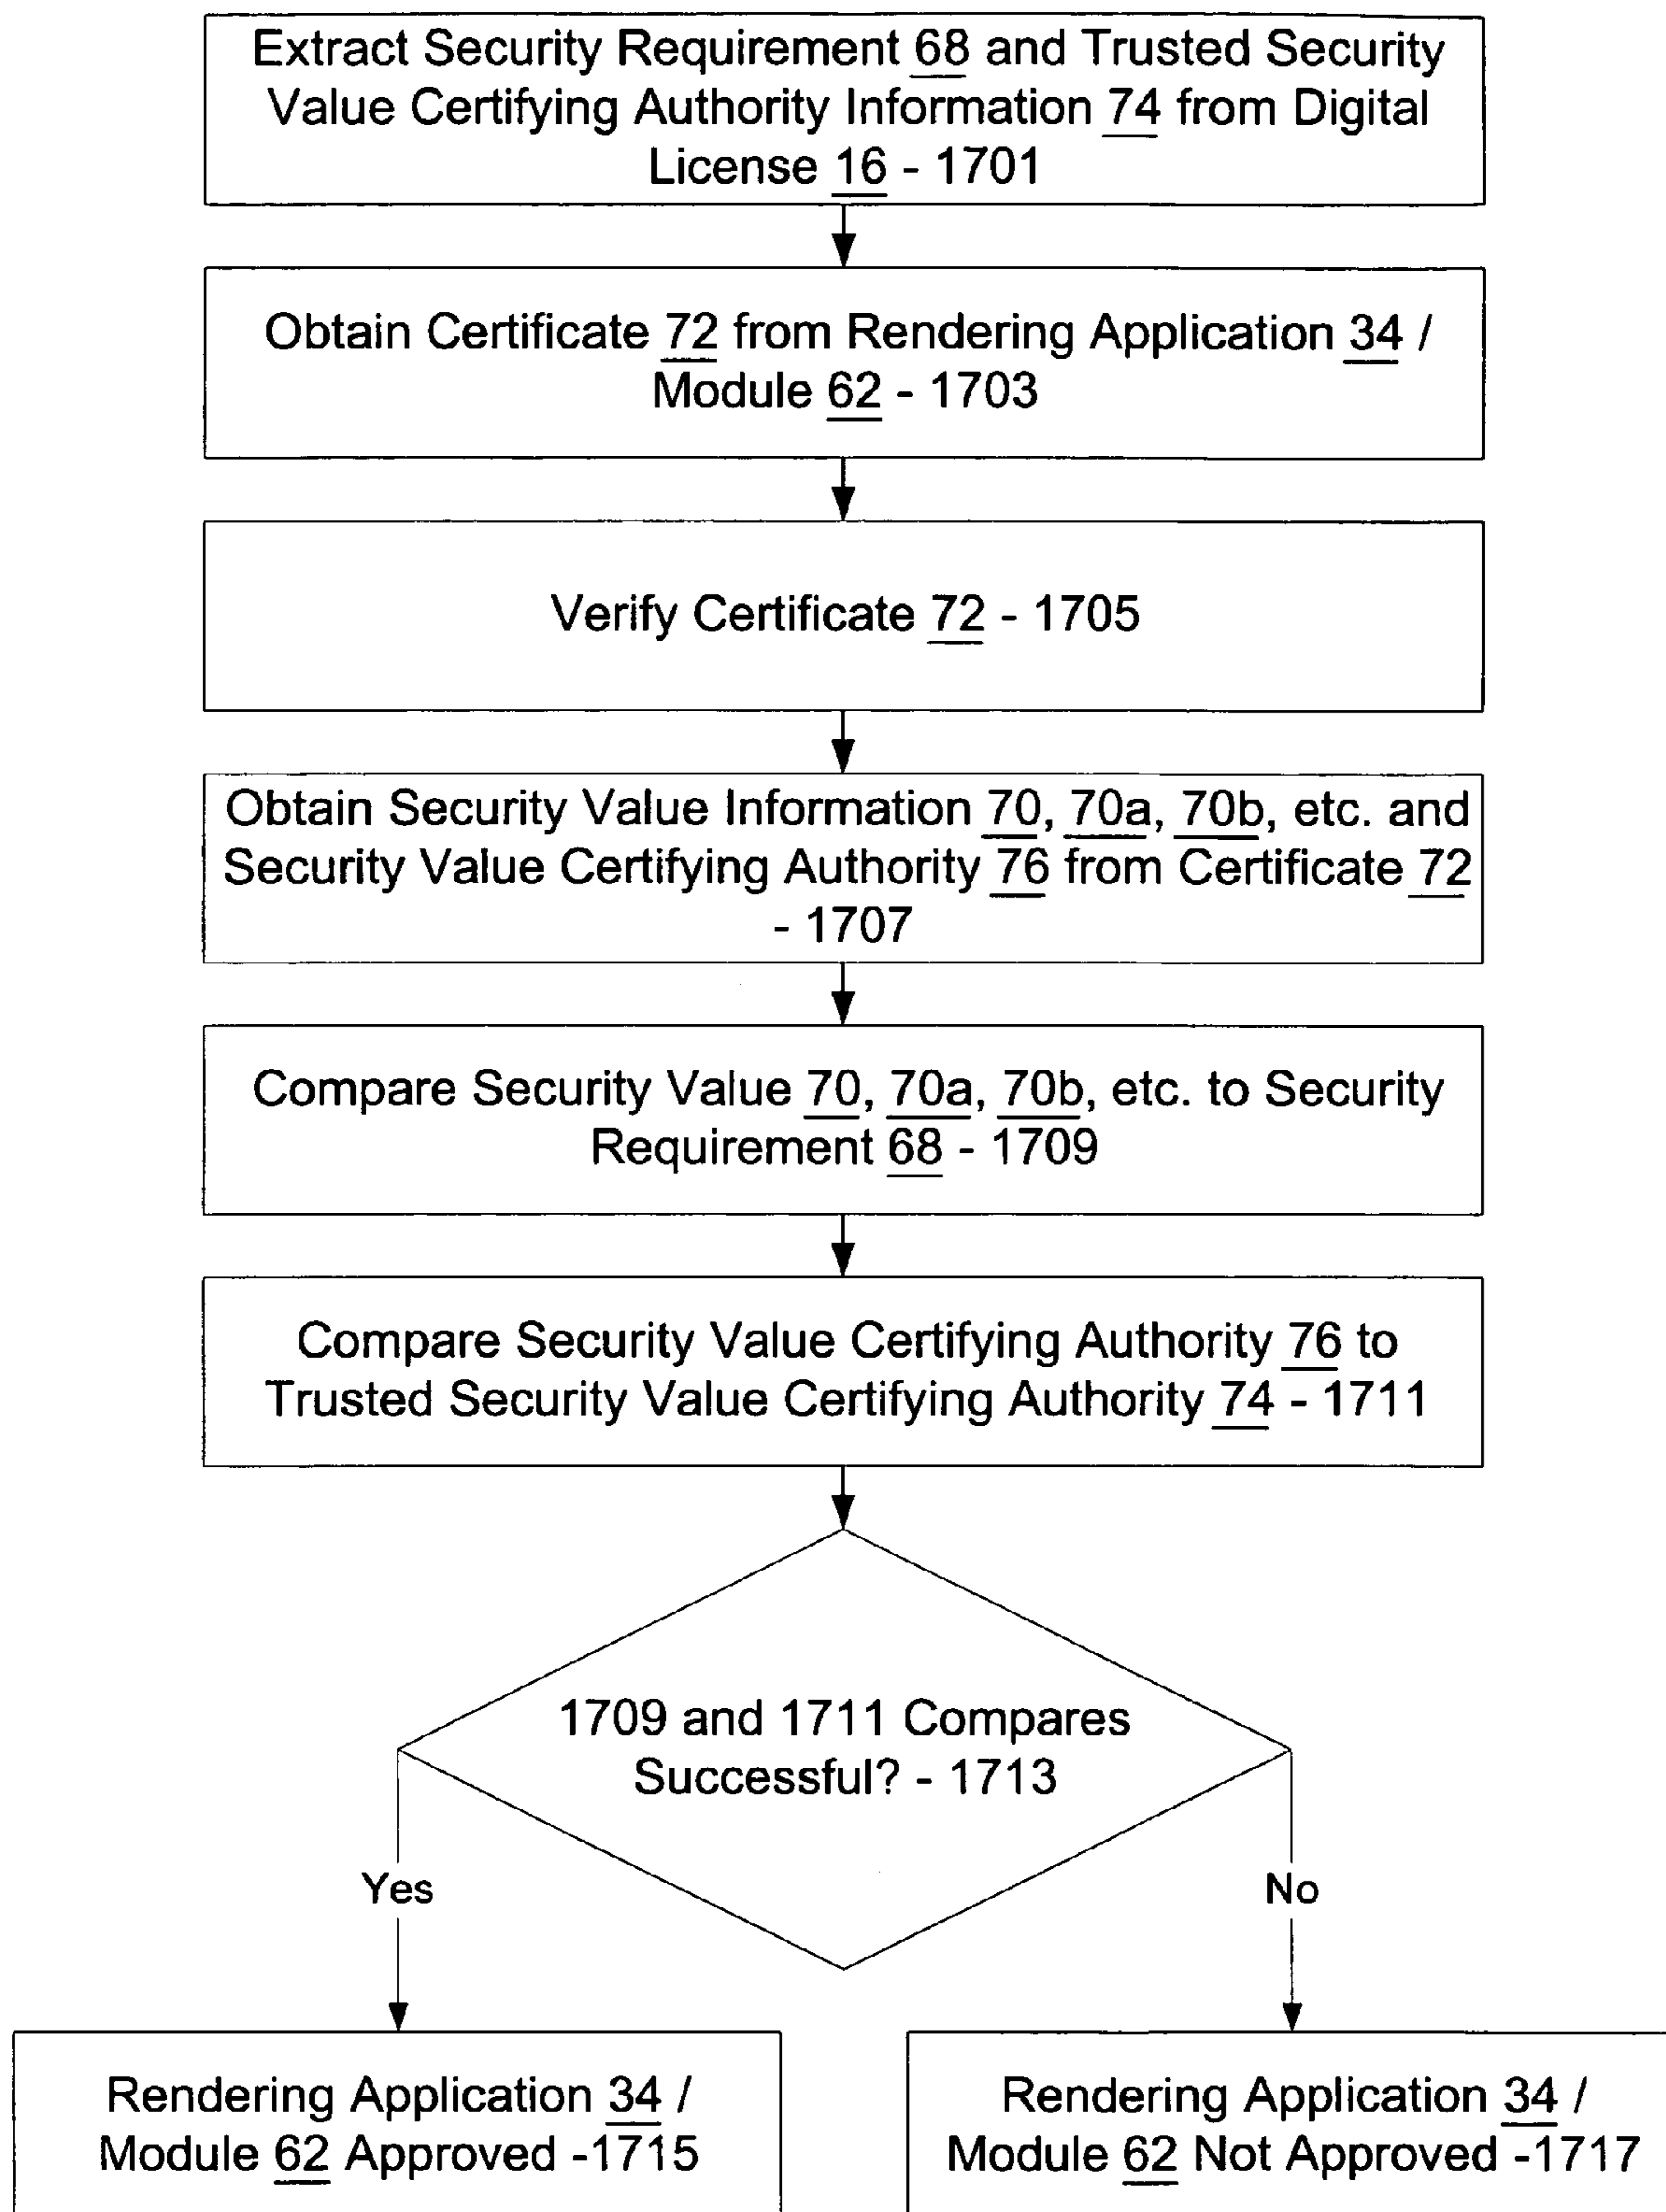 Extract Security Requirement 68 and Trusted Security
Value Certifying Authority Information 74 from Digital
License 16 - 1701
Obtain Certificate 72 from Rendering Application 34 /
Module 62 - 1703
Verify Certificate 72 - 1705
Obtain Security Value Information 70, 70a, 70b, etc. and
Security Value Certifying Authority 76 from Certificate 72
- 1707
Compare Security Value 70, 70a, 70b, etc. to Security
Requirement 68 - 1709
Compare Security Value Certifying Authority 76 to
Trusted Security Value Certifying Authority 74 - 1711
1709 and 1711 Compares
Successful? - 1713
Yes
No
Rendering Application 34 /
Module 62 Approved -1715
Rendering Application 34 /
Module 62 Not Approved -1717